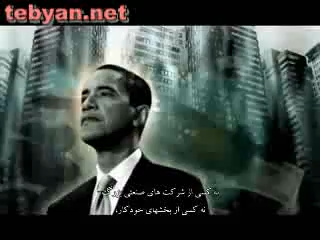 tebyan.net
نه کسی از شرکت های صنعتی بزرگ،
نه کسی از بخشهای خودکار،